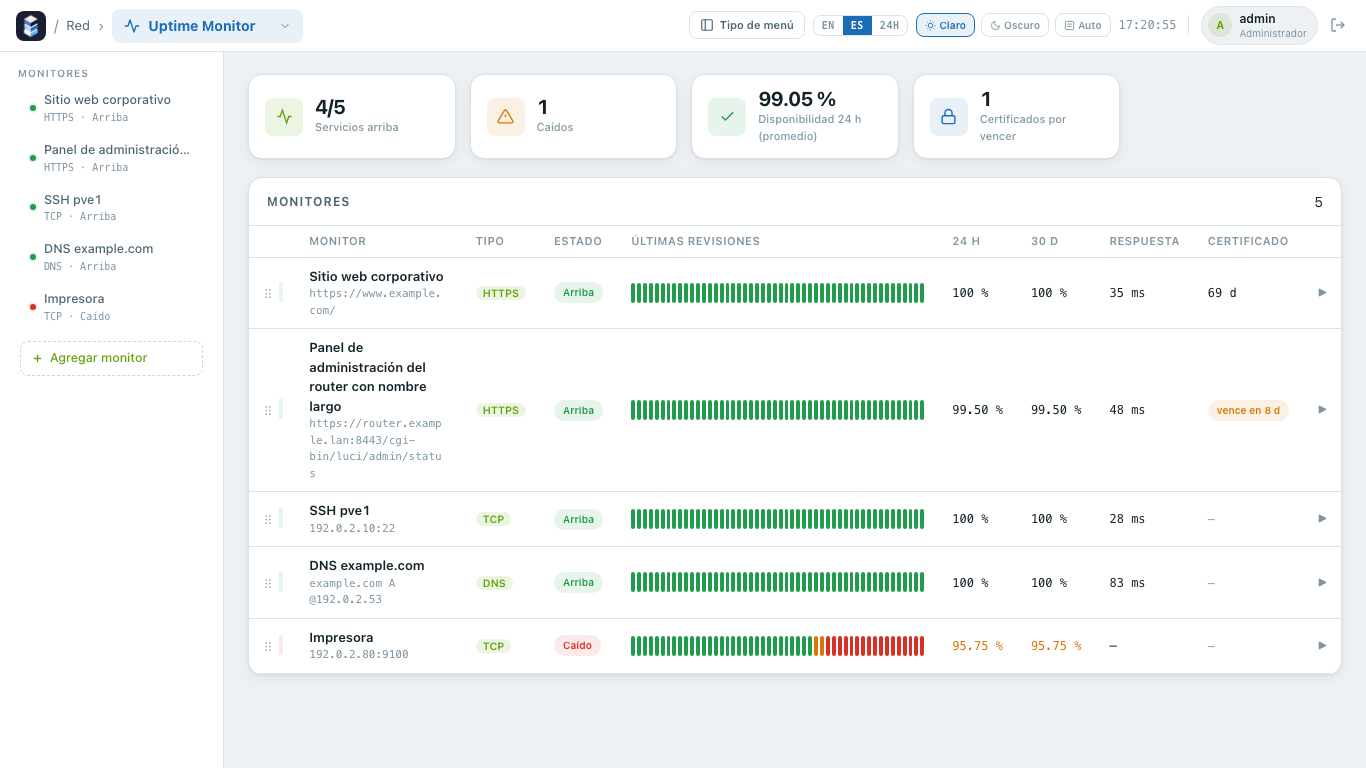 / Red › Uptime Monitor
Tipo de menú
EN ES 24H
Claro
Oscuro
Auto
17:20:55
A
admin
Administrador
MONITORES
Sitio web corporativo
HTTPS · Arriba
Panel de administració…
HTTPS · Arriba
SSH pve1
TCP · Arriba
DNS example.com
DNS · Arriba
Impresora
TCP · Caído
+ Agregar monitor
4/5
Servicios arriba
1
Caídos
99.05 %
Disponibilidad 24 h
(promedio)
1
Certificados por
vencer
MONITORES 5
MONITOR TIPO ESTADO ÚLTIMAS REVISIONES 24 H 30 D RESPUESTA CERTIFICADO
Sitio web corporativo
https://www.example.
com/
HTTPS Arriba 100 % 100 % 35 ms 69 d
Panel de
administración del
router con nombre
largo
https://router.examp
le.lan:8443/cgi-
bin/luci/admin/statu
s
HTTPS Arriba 99.50 % 99.50 % 48 ms vence en 8 d
SSH pve1
192.0.2.10:22
TCP Arriba 100 % 100 % 28 ms –
DNS example.com
example.com A
@192.0.2.53
DNS Arriba 100 % 100 % 83 ms –
Impresora
192.0.2.80:9100
TCP Caído 95.75 % 95.75 % – –